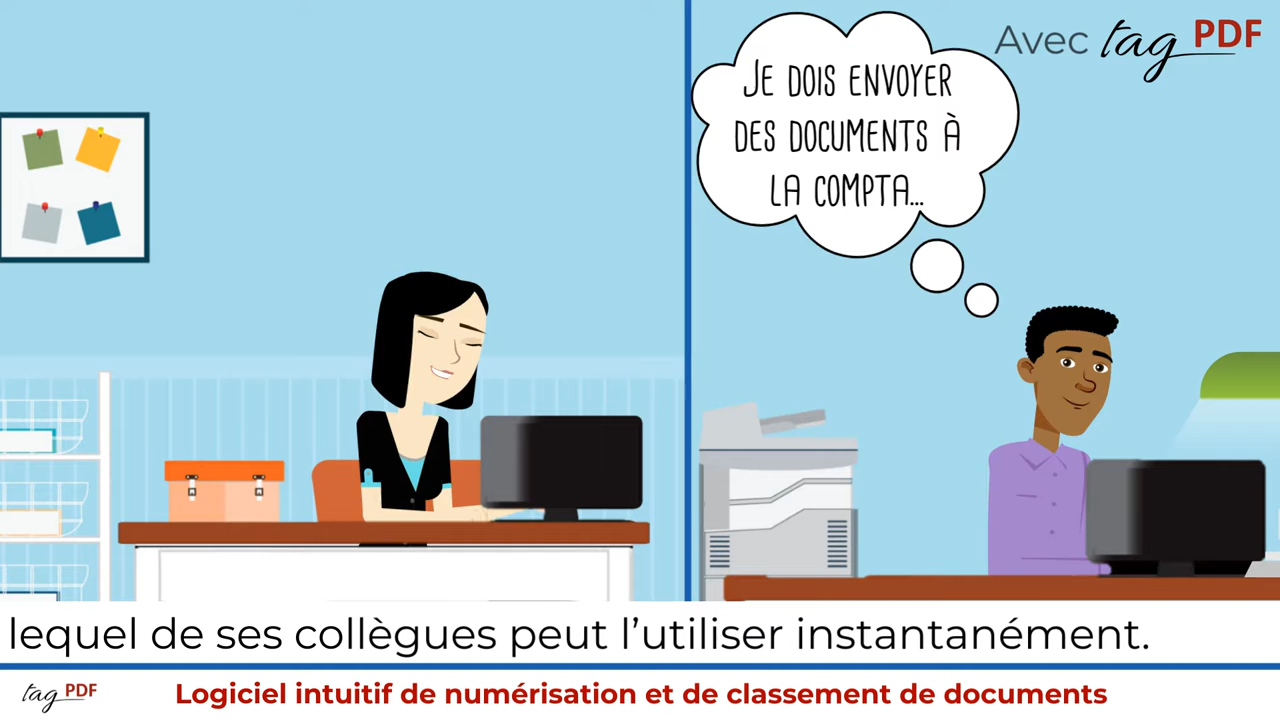 Avec tag PDF
JE DOIS ENVOYER
DES DOCUMENTS À
LA COMPTA...
lequel de ses collègues peut l’utiliser instantanément.
tag PDF
Logiciel intuitif de numérisation et de classement de documents